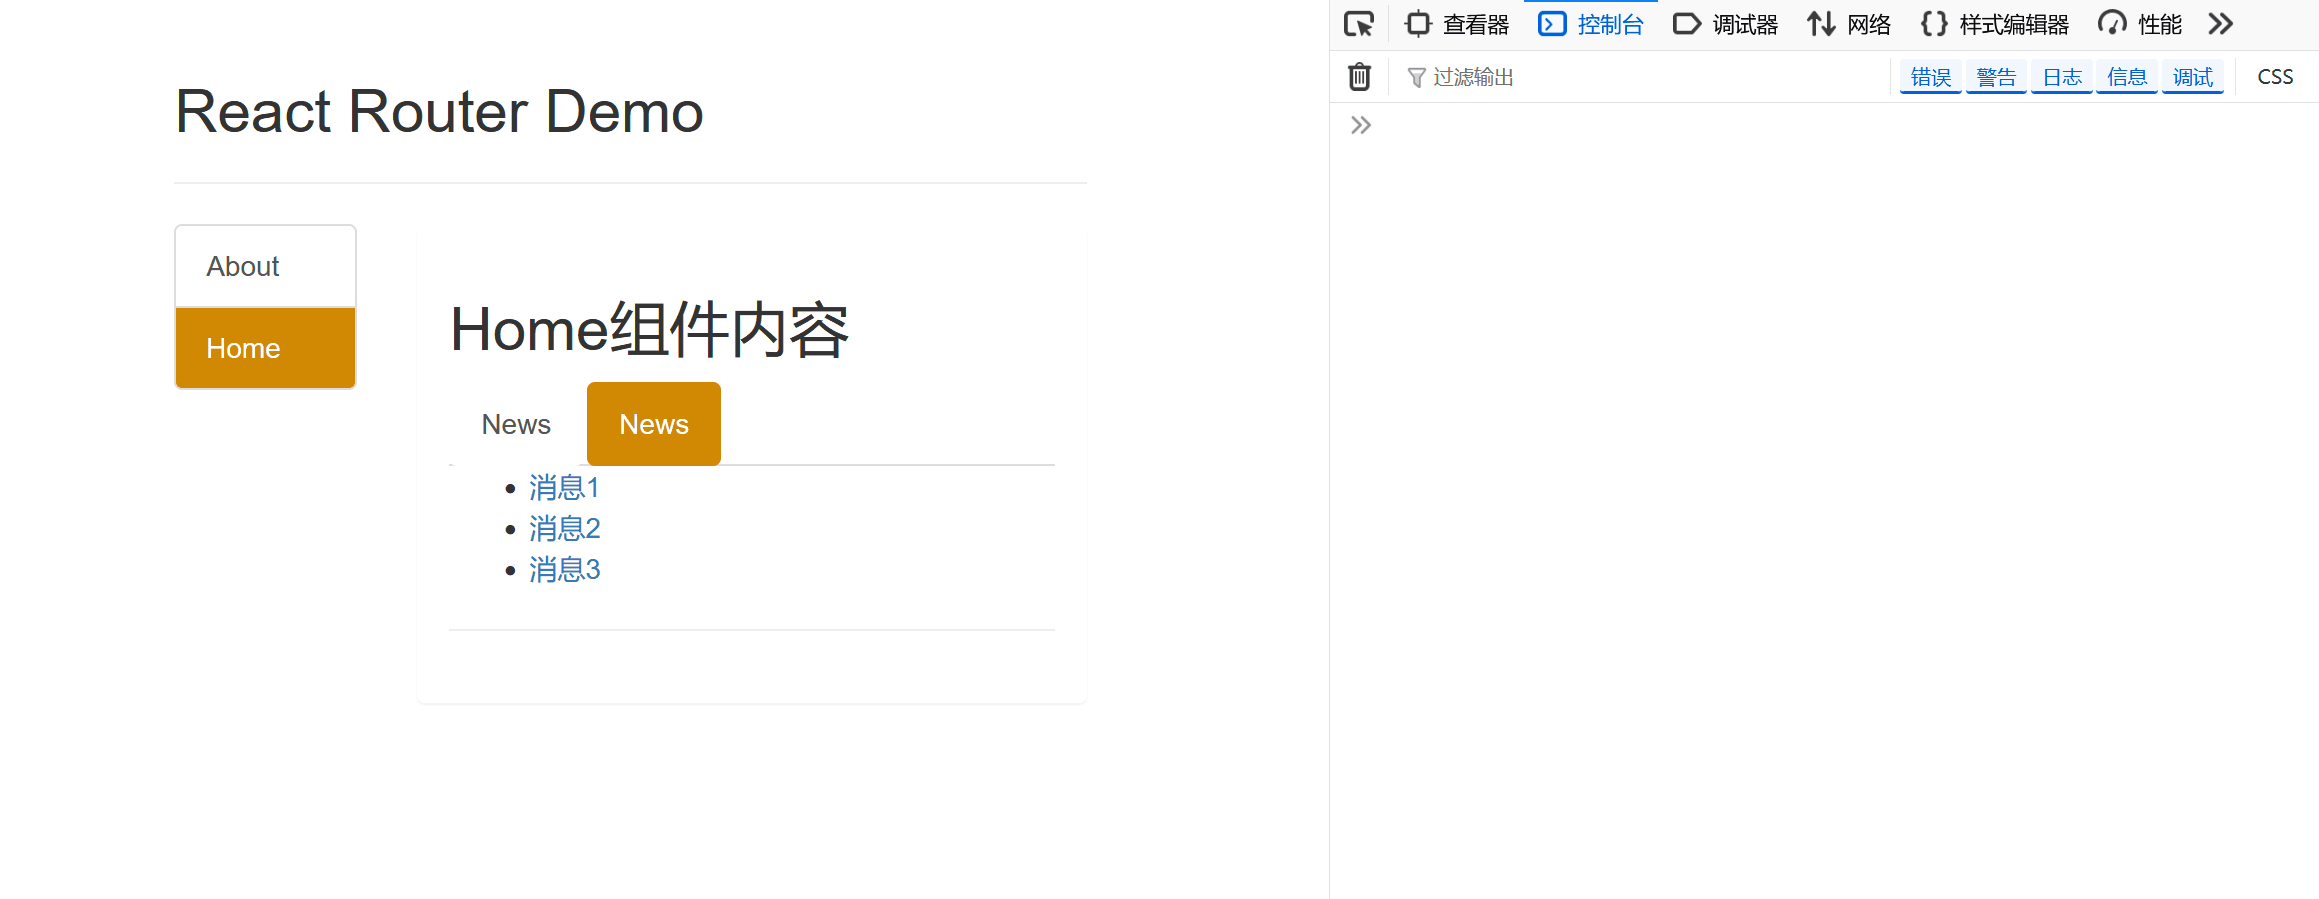 React Router Demo
About
Home
Home组件内容
News
News
消息1
消息2
消息3
查看器
控制台
调试器
网络
样式编辑器
性能
过滤输出
错误
警告
日志
信息
调试
CSS